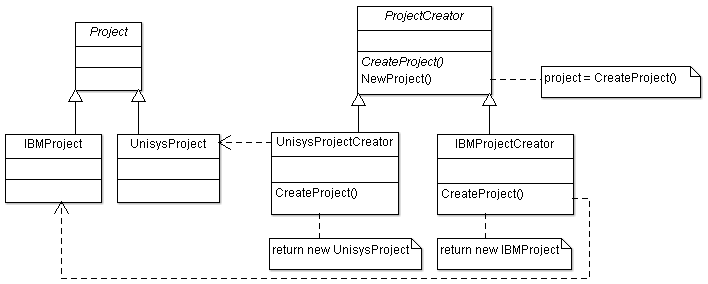 ProjectCreator
Project
CreateProject()
NewProject()
project = CreateProject()
IBMProject
UnisysProject
UnisysProjectCreator
IBMProjectCreator
CreateProject()
CreateProject()
return new UnisysProject
return new IBMProject